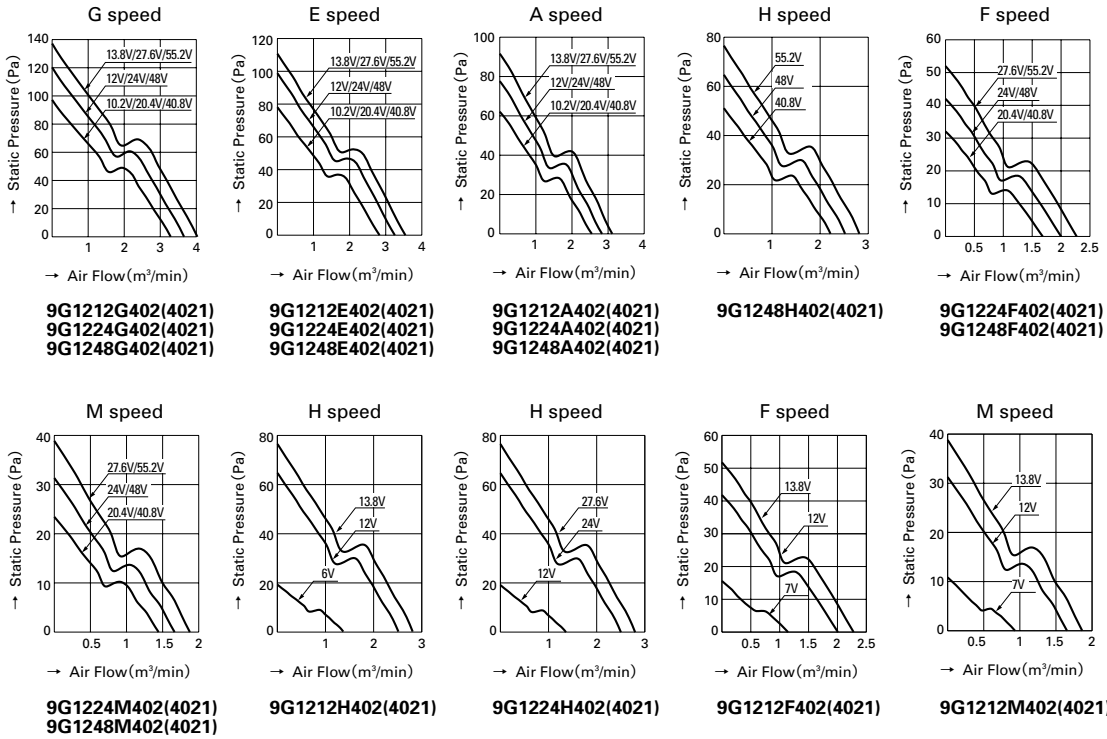 G speed
→ Static Pressure (Pa)
140
120
100
80
60
40
20
0
13.8V/27.6V/55.2V
12V/24V/48V
10.2V/20.4V/40.8V
1 2 3 4
→ Air Flow(m³/min)
9G1212G402(4021)
9G1224G402(4021)
9G1248G402(4021)
E speed
→ Static Pressure (Pa)
120
100
80
60
40
20
0
13.8V/27.6V/55.2V
12V/24V/48V
10.2V/20.4V/40.8V
1 2 3 4
→ Air Flow(m³/min)
9G1212E402(4021)
9G1224E402(4021)
9G1248E402(4021)
A speed
→ Static Pressure (Pa)
100
80
60
40
20
0
13.8V/27.6V/55.2V
12V/24V/48V
10.2V/20.4V/40.8V
1 2 3 4
→ Air Flow(m³/min)
9G1212A402(4021)
9G1224A402(4021)
9G1248A402(4021)
H speed
→ Static Pressure (Pa)
80
60
40
20
0
55.2V
48V
40.8V
1 2 3
→ Air Flow(m³/min)
9G1248H402(4021)
F speed
→ Static Pressure (Pa)
60
50
40
30
20
10
0
27.6V/55.2V
24V/48V
20.4V/40.8V
0.5 1 1.5 2 2.5
→ Air Flow(m³/min)
9G1224F402(4021)
9G1248F402(4021)
M speed
→ Static Pressure (Pa)
40
30
20
10
0
27.6V/55.2V
24V/48V
20.4V/40.8V
0.5 1 1.5 2
→ Air Flow(m³/min)
9G1224M402(4021)
9G1248M402(4021)
H speed
→ Static Pressure (Pa)
80
60
40
20
0
13.8V
12V
6V
1 2 3
→ Air Flow(m³/min)
9G1212H402(4021)
H speed
→ Static Pressure (Pa)
80
60
40
20
0
27.6V
24V
12V
1 2 3
→ Air Flow(m³/min)
9G1224H402(4021)
F speed
→ Static Pressure (Pa)
60
50
40
30
20
10
0
13.8V
12V
7V
0.5 1 1.5 2 2.5
→ Air Flow(m³/min)
9G1212F402(4021)
M speed
→ Static Pressure (Pa)
40
30
20
10
0
13.8V
12V
7V
0.5 1 1.5 2
→ Air Flow(m³/min)
9G1212M402(4021)